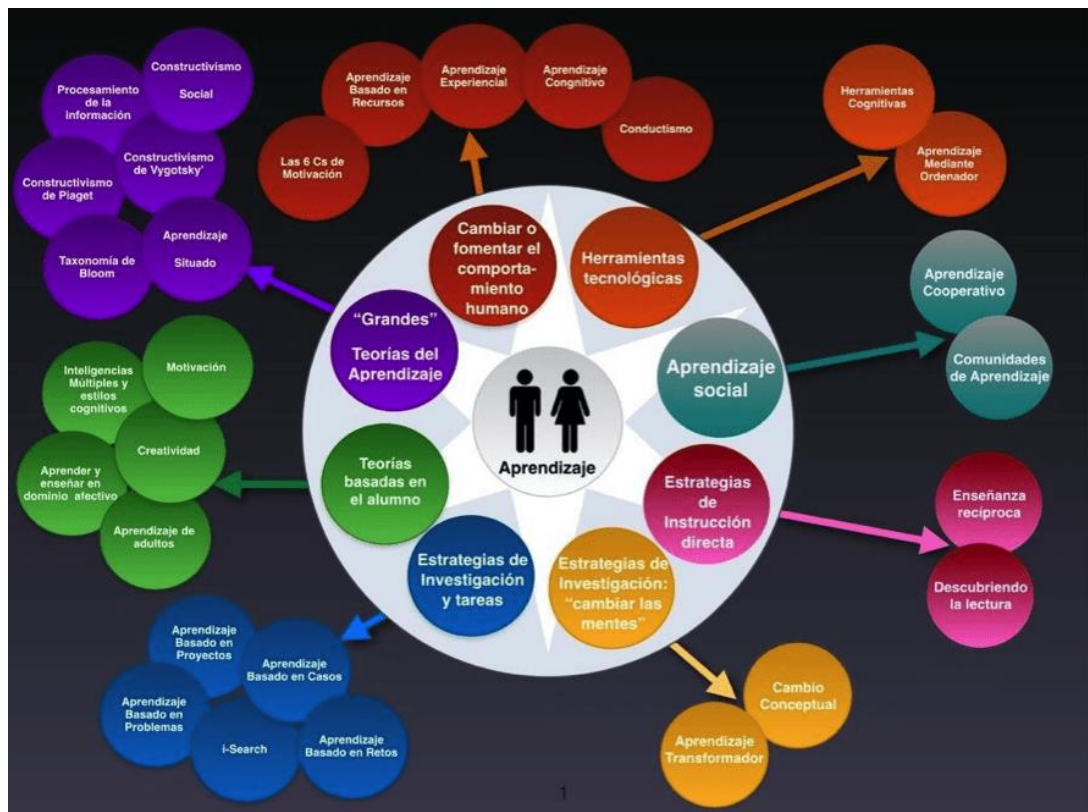 Constructivismo
Social
Procesamiento
de la
información
Constructivismo
de Vygotsky'
Constructivismo
de Piaget
Aprendizaje
Situado
Taxonomía de
Bloom
Aprendizaje
Basado en
Recursos
Aprendizaje
Experiencial
Aprendizaje
Congnitivo
Conductismo
Las 6 Cs de
Motivación
Herramientas
Cognitivas
Aprendizaje
Mediante
Ordenador
Cambiar o
fomentar el
comporta-
miento
humano
Herramientas
tecnológicas
"Grandes"
Teorías del
Aprendizaje
Aprendizaje
social
Aprendizaje
Cooperativo
Comunidades
de Aprendizaje
Aprendizaje
Motivación
Inteligencias
Múltiples y
estilos
cognitivos
Creatividad
Aprender y
enseñar en
dominio afectivo
Aprendizaje de
adultos
Teorías
basadas en
el alumno
Estrategias
de
Instrucción
directa
Enseñanza
recíproca
Descubriendo
la lectura
Estrategias de
Investigación
y tareas
Estrategias de
Investigación:
"cambiar las
mentes"
Aprendizaje
Basado en
Proyectos
Aprendizaje
Basado en Casos
Aprendizaje
Basado en
Problemas
i-Search
Aprendizaje
Basado en Retos
Cambio
Conceptual
Aprendizaje
Transformador
1